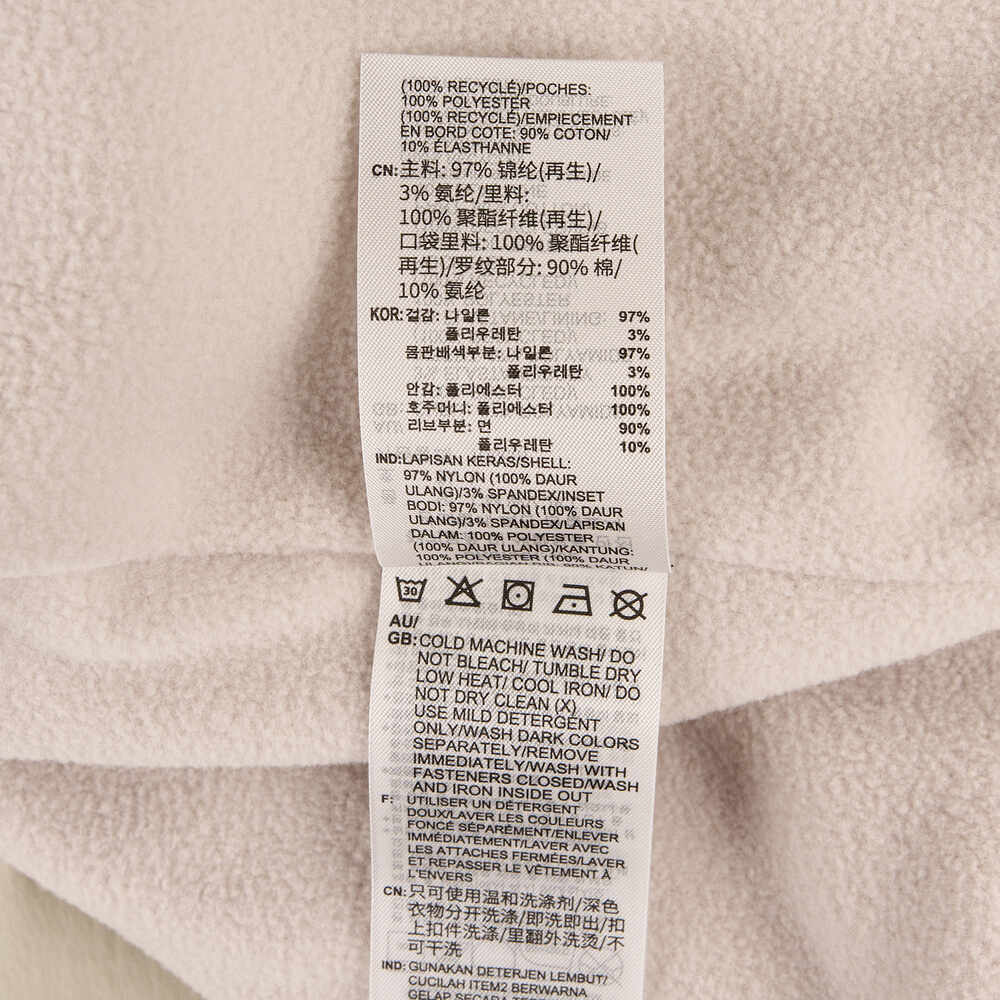 (100% RECYCLÉ)/POCHES:
100% POLYESTER
(100% RECYCLÉ)/EMPIECEMENT
EN BORD COTE: 90% COTON/
10% ÉLASTHANNE
CN:主料: 97% 锦纶(再生)/
3% 氨纶/里料:
100% 聚酯纤维(再生)/
口袋里料: 100% 聚酯纤维(
再生)/罗纹部分: 90% 棉/
10% 氨纶
KOR:겉감: 나일론 97%
폴리우레탄 3%
몸판배색부분: 나일론 97%
폴리우레탄 3%
안감: 폴리에스터 100%
호주머니: 폴리에스터 100%
리브부분: 면 90%
폴리우레탄 10%
IND:LAPISAN KERAS/SHELL:
97% NYLON (100% DAUR
ULANG)/3% SPANDEX/INSET
BODI: 97% NYLON (100% DAUR
ULANG)/3% SPANDEX/LAPISAN
DALAM: 100% POLYESTER
(100% DAUR ULANG)/KANTUNG:
100% POLYESTER (100% DAUR
ULANG)/BAGIAN RIB: 90% KATUN/
30
AU/
GB:COLD MACHINE WASH/ DO
NOT BLEACH/ TUMBLE DRY
LOW HEAT/ COOL IRON/ DO
NOT DRY CLEAN (X)
USE MILD DETERGENT
ONLY/WASH DARK COLORS
SEPARATELY/REMOVE
IMMEDIATELY/WASH WITH
FASTENERS CLOSED/WASH
AND IRON INSIDE OUT
F: UTILISER UN DÉTERGENT
DOUX/LAVER LES COULEURS
FONCÉ SÉPARÉMENT/ENLEVER
IMMÉDIATEMENT/LAVER AVEC
LES ATTACHES FERMÉES/LAVER
ET REPASSER LE VÊTEMENT À
L'ENVERS
CN:只可使用温和洗涤剂/深色
衣物分开洗涤/即洗即出/扣
上扣件洗涤/里翻外洗烫/不
可干洗
IND: GUNAKAN DETERJEN LEMBUT/
CUCILAH ITEM2 BERWARNA
GELAP SECARA